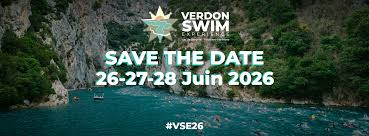 VERDON
SWIM
EXPERIENCE
SAVE THE DATE
26-27-28 Juin 2026
#VSE26